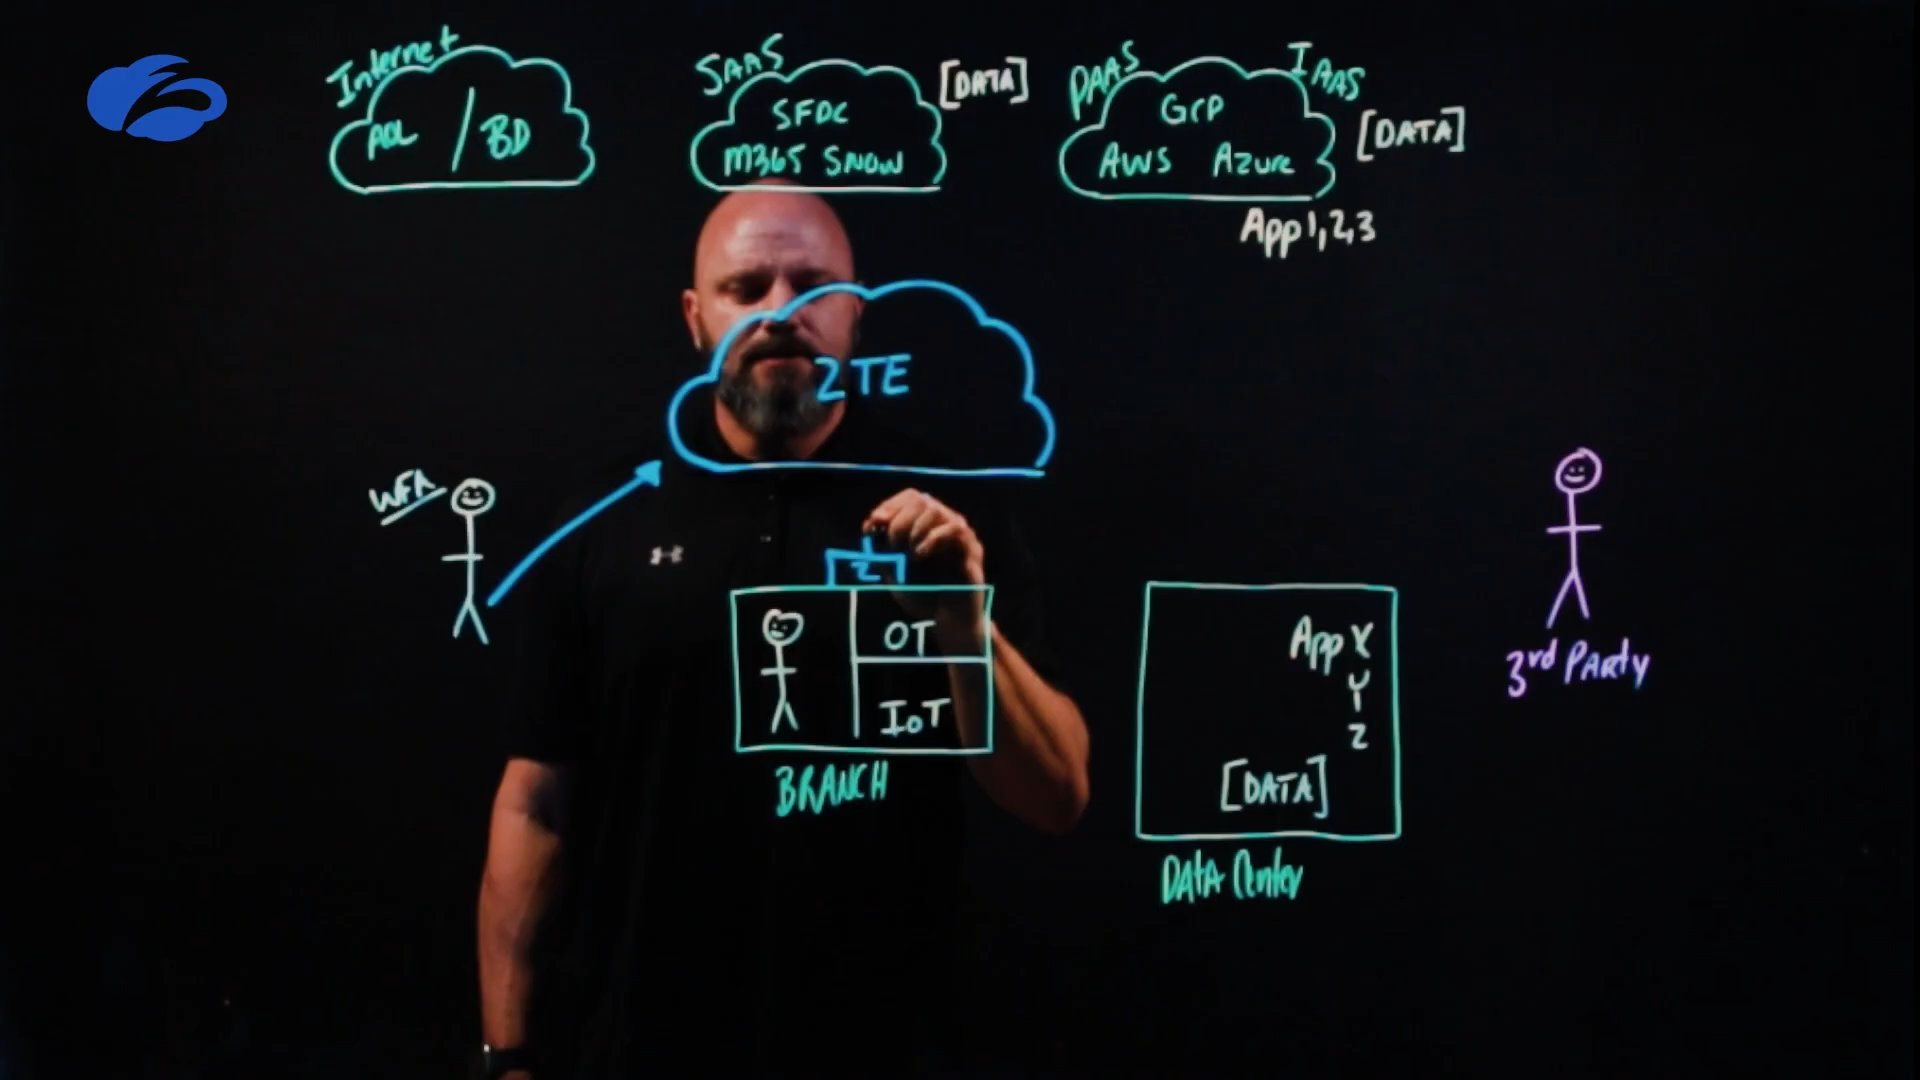 Internet
AOL / BD
SAAS
SFDC
M365 SNOW
[DATA]
PAAS
IAAS
GCP
AWS Azure
[DATA]
App 1,2,3
ZTE
WFA
Z
OT
IoT
BRANCH
App X
Y
Z
[DATA]
DATA Center
3rd PARTY